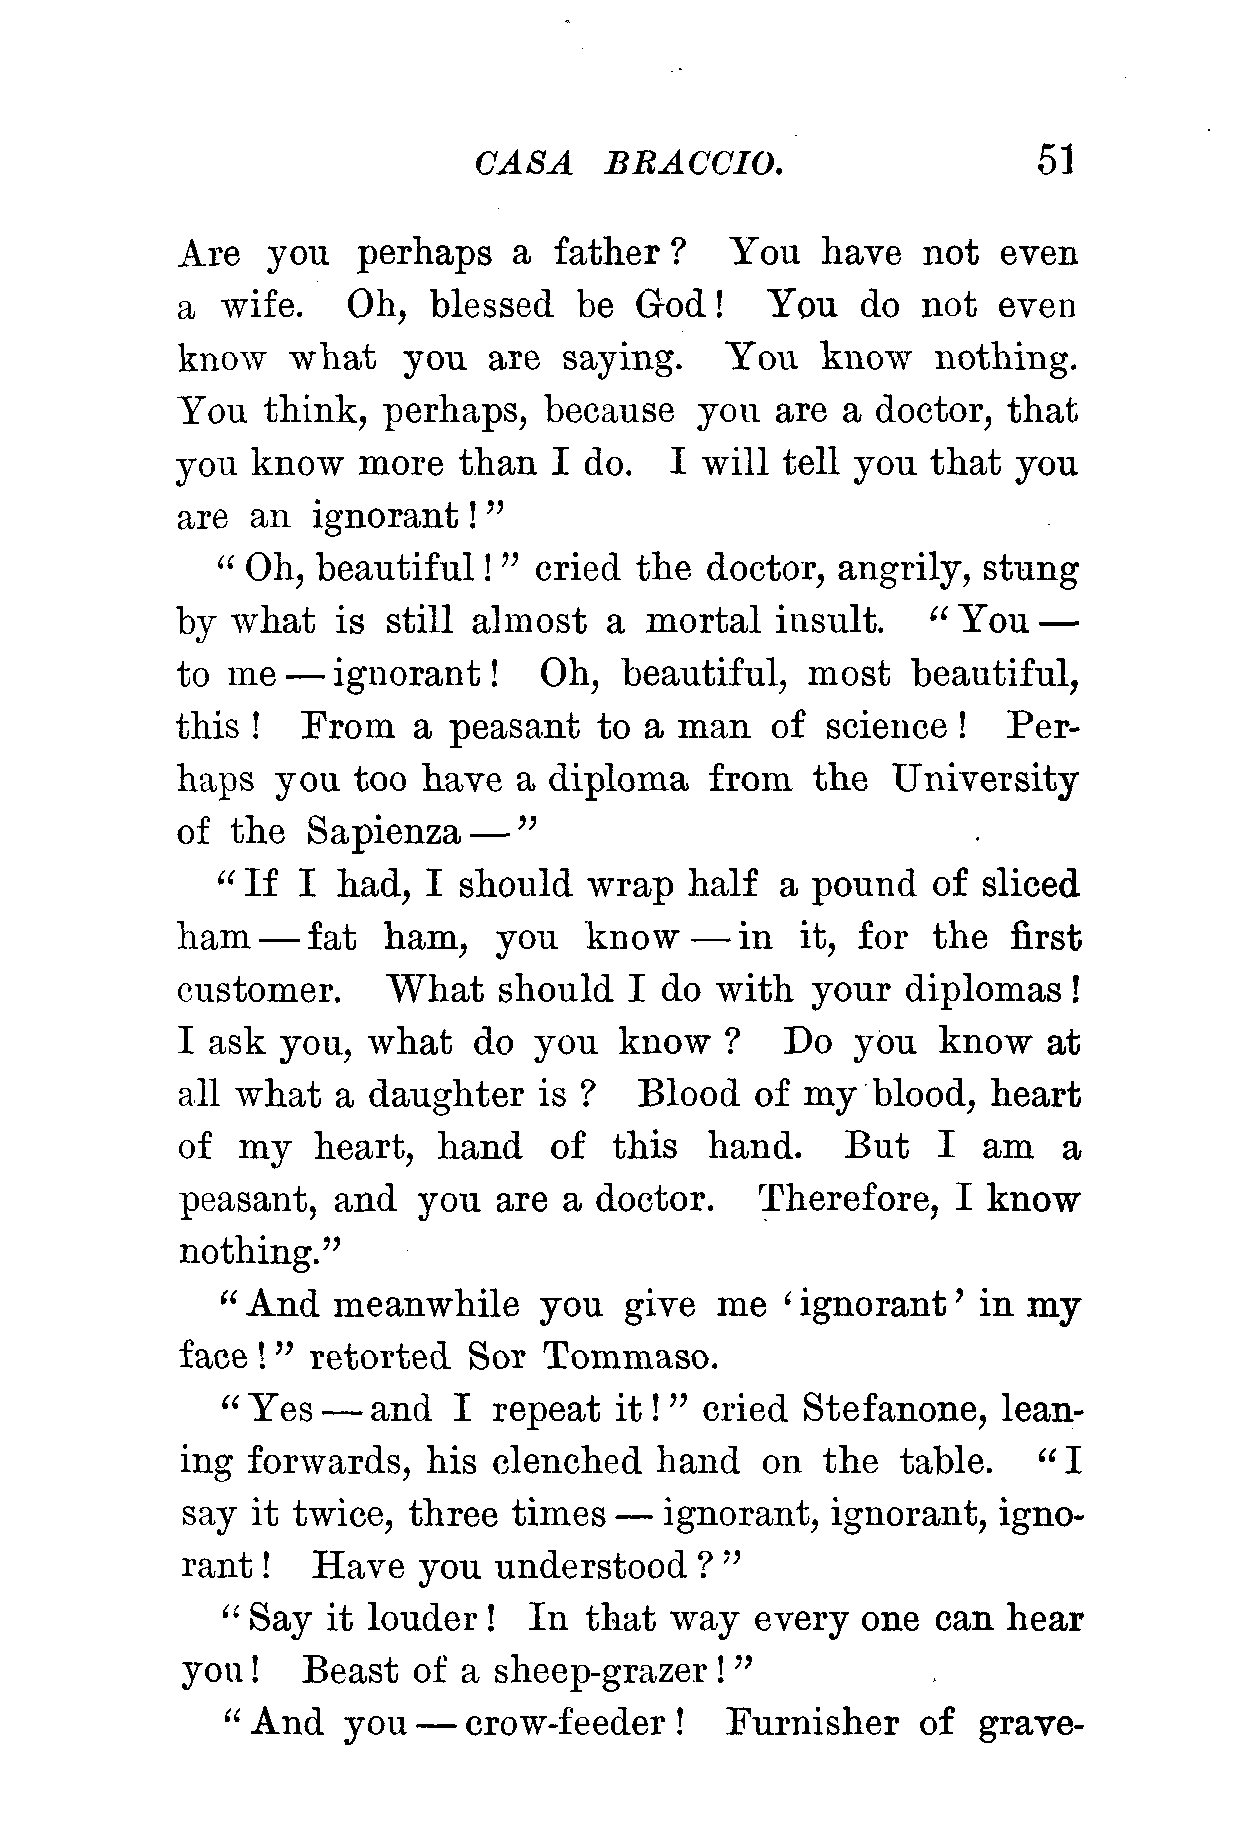 CASA BRACCIO. 51
Are you perhaps a father? You have not even
a wife. Oh, blessed be God! You do not even
know what you are saying. You know nothing.
You think, perhaps, because you are a doctor, that
you know more than I do. I will tell you that you
are an ignorant!"
"Oh, beautiful!" cried the doctor, angrily, stung
by what is still almost a mortal insult. "You —
to me — ignorant! Oh, beautiful, most beautiful,
this! From a peasant to a man of science! Per-
haps you too have a diploma from the University
of the Sapienza —"
"If I had, I should wrap half a pound of sliced
ham — fat ham, you know — in it, for the first
customer. What should I do with your diplomas!
I ask you, what do you know? Do you know at
all what a daughter is? Blood of my blood, heart
of my heart, hand of this hand. But I am a
peasant, and you are a doctor. Therefore, I know
nothing."
"And meanwhile you give me 'ignorant' in my
face!" retorted Sor Tommaso.
"Yes — and I repeat it!" cried Stefanone, lean-
ing forwards, his clenched hand on the table. "I
say it twice, three times — ignorant, ignorant, igno-
rant! Have you understood?"
"Say it louder! In that way every one can hear
you! Beast of a sheep-grazer!"
"And you — crow-feeder! Furnisher of grave-